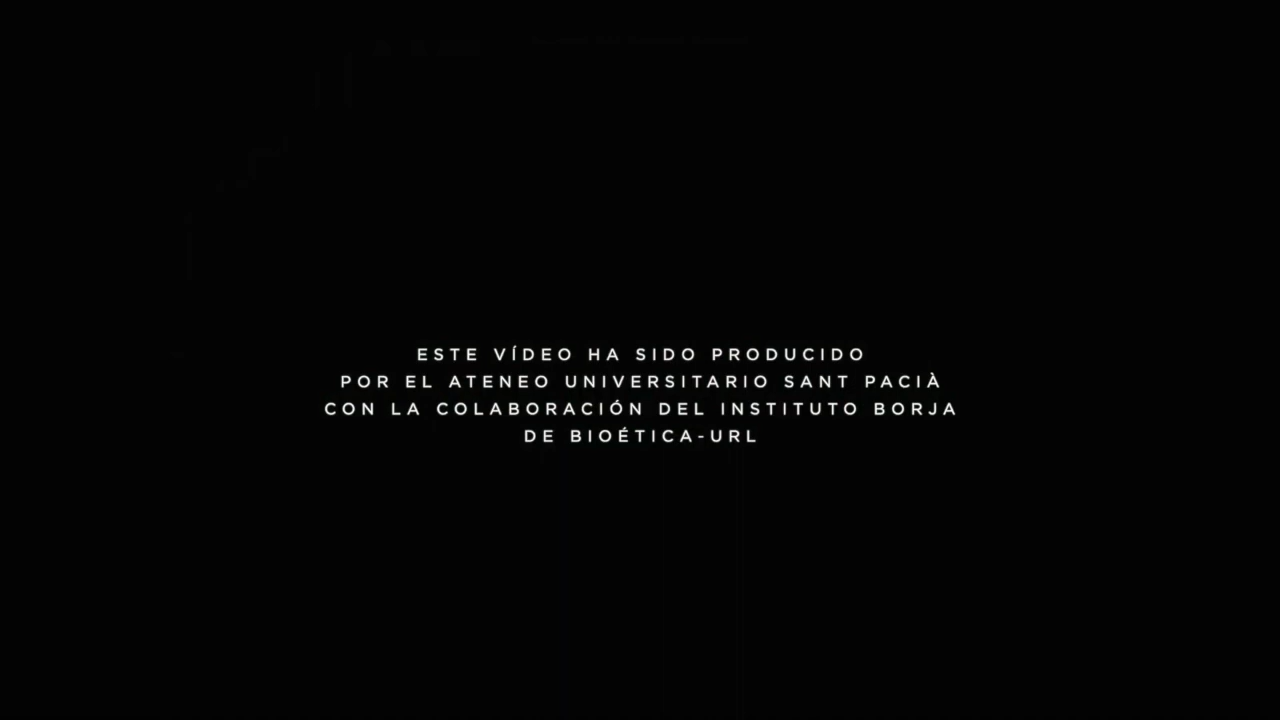 ESTE VÍDEO HA SIDO PRODUCIDO
POR EL ATENEO UNIVERSITARIO SANT PACIÀ
CON LA COLABORACIÓN DEL INSTITUTO BORJA
DE BIOÉTICA-URL